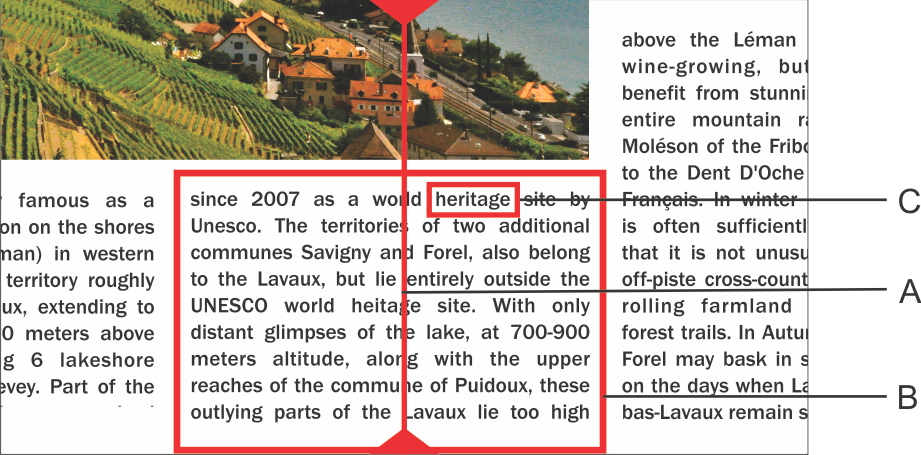 famous as a
on on the shores
man) in western
territory roughly
ux, extending to
0 meters above
g 6 lakeshore
evey. Part of the
since 2007 as a world heritage site by
Unesco. The territories of two additional
communes Savigny and Forel, also belong
to the Lavaux, but lie entirely outside the
UNESCO world heitage site. With only
distant glimpses of the lake, at 700-900
meters altitude, along with the upper
reaches of the commune of Puidoux, these
outlying parts of the Lavaux lie too high
above the Léman
wine-growing, but
benefit from stunni
entire mountain ra
Moléson of the Fribo
to the Dent D'Oche
Français. In winter
is often sufficientl
that it is not unusu
off-piste cross-count
rolling farmland
forest trails. In Autur
Forel may bask in s
on the days when La
bas-Lavaux remain s
C
A
B